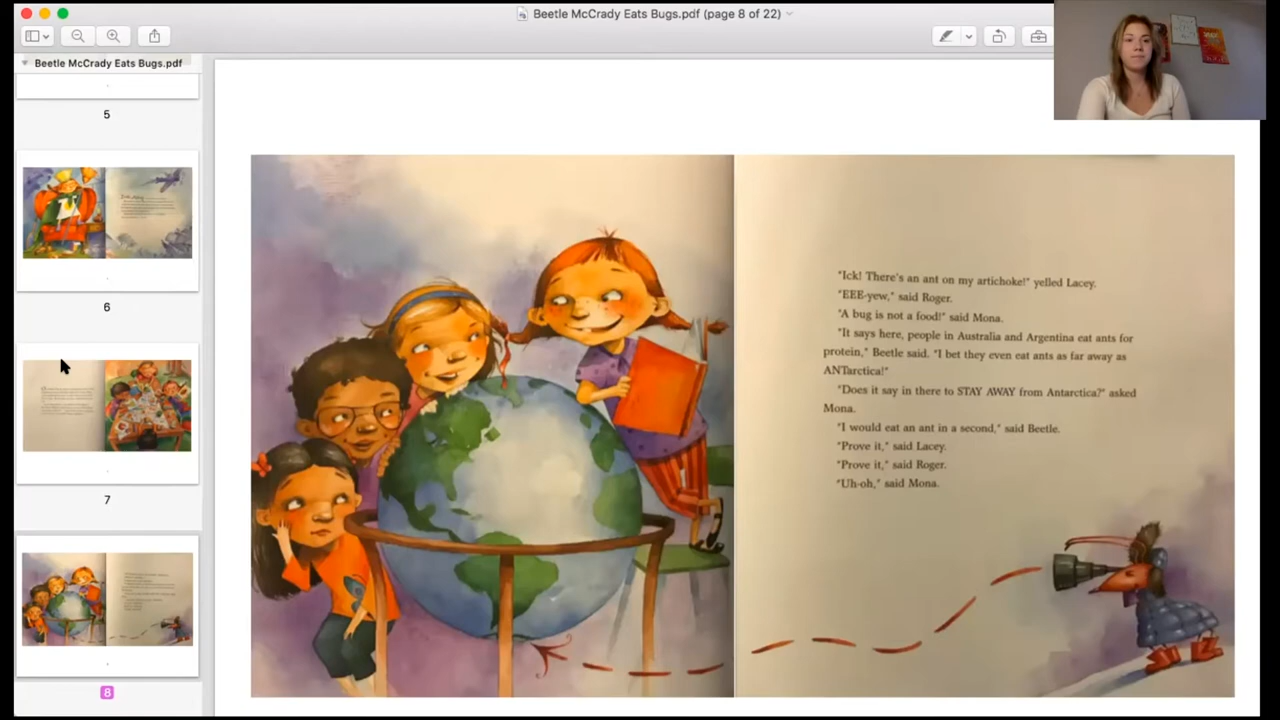 Beetle McCrady Eats Bugs.pdf (page 8 of 22)
Beetle McCrady Eats Bugs.pdf
5
6
7
8
"Ick! There's an ant on my artichoke!" yelled Lacey.
"EEE-yew," said Roger.
"A bug is not a food!" said Mona.
"It says here, people in Australia and Argentina eat ants for
protein," Beetle said. "I bet they even eat ants as far away as
ANTarctica!"
"Does it say in there to STAY AWAY from Antarctica?" asked
Mona.
"I would eat an ant in a second," said Beetle.
"Prove it," said Lacey.
"Prove it," said Roger.
"Uh-oh," said Mona.